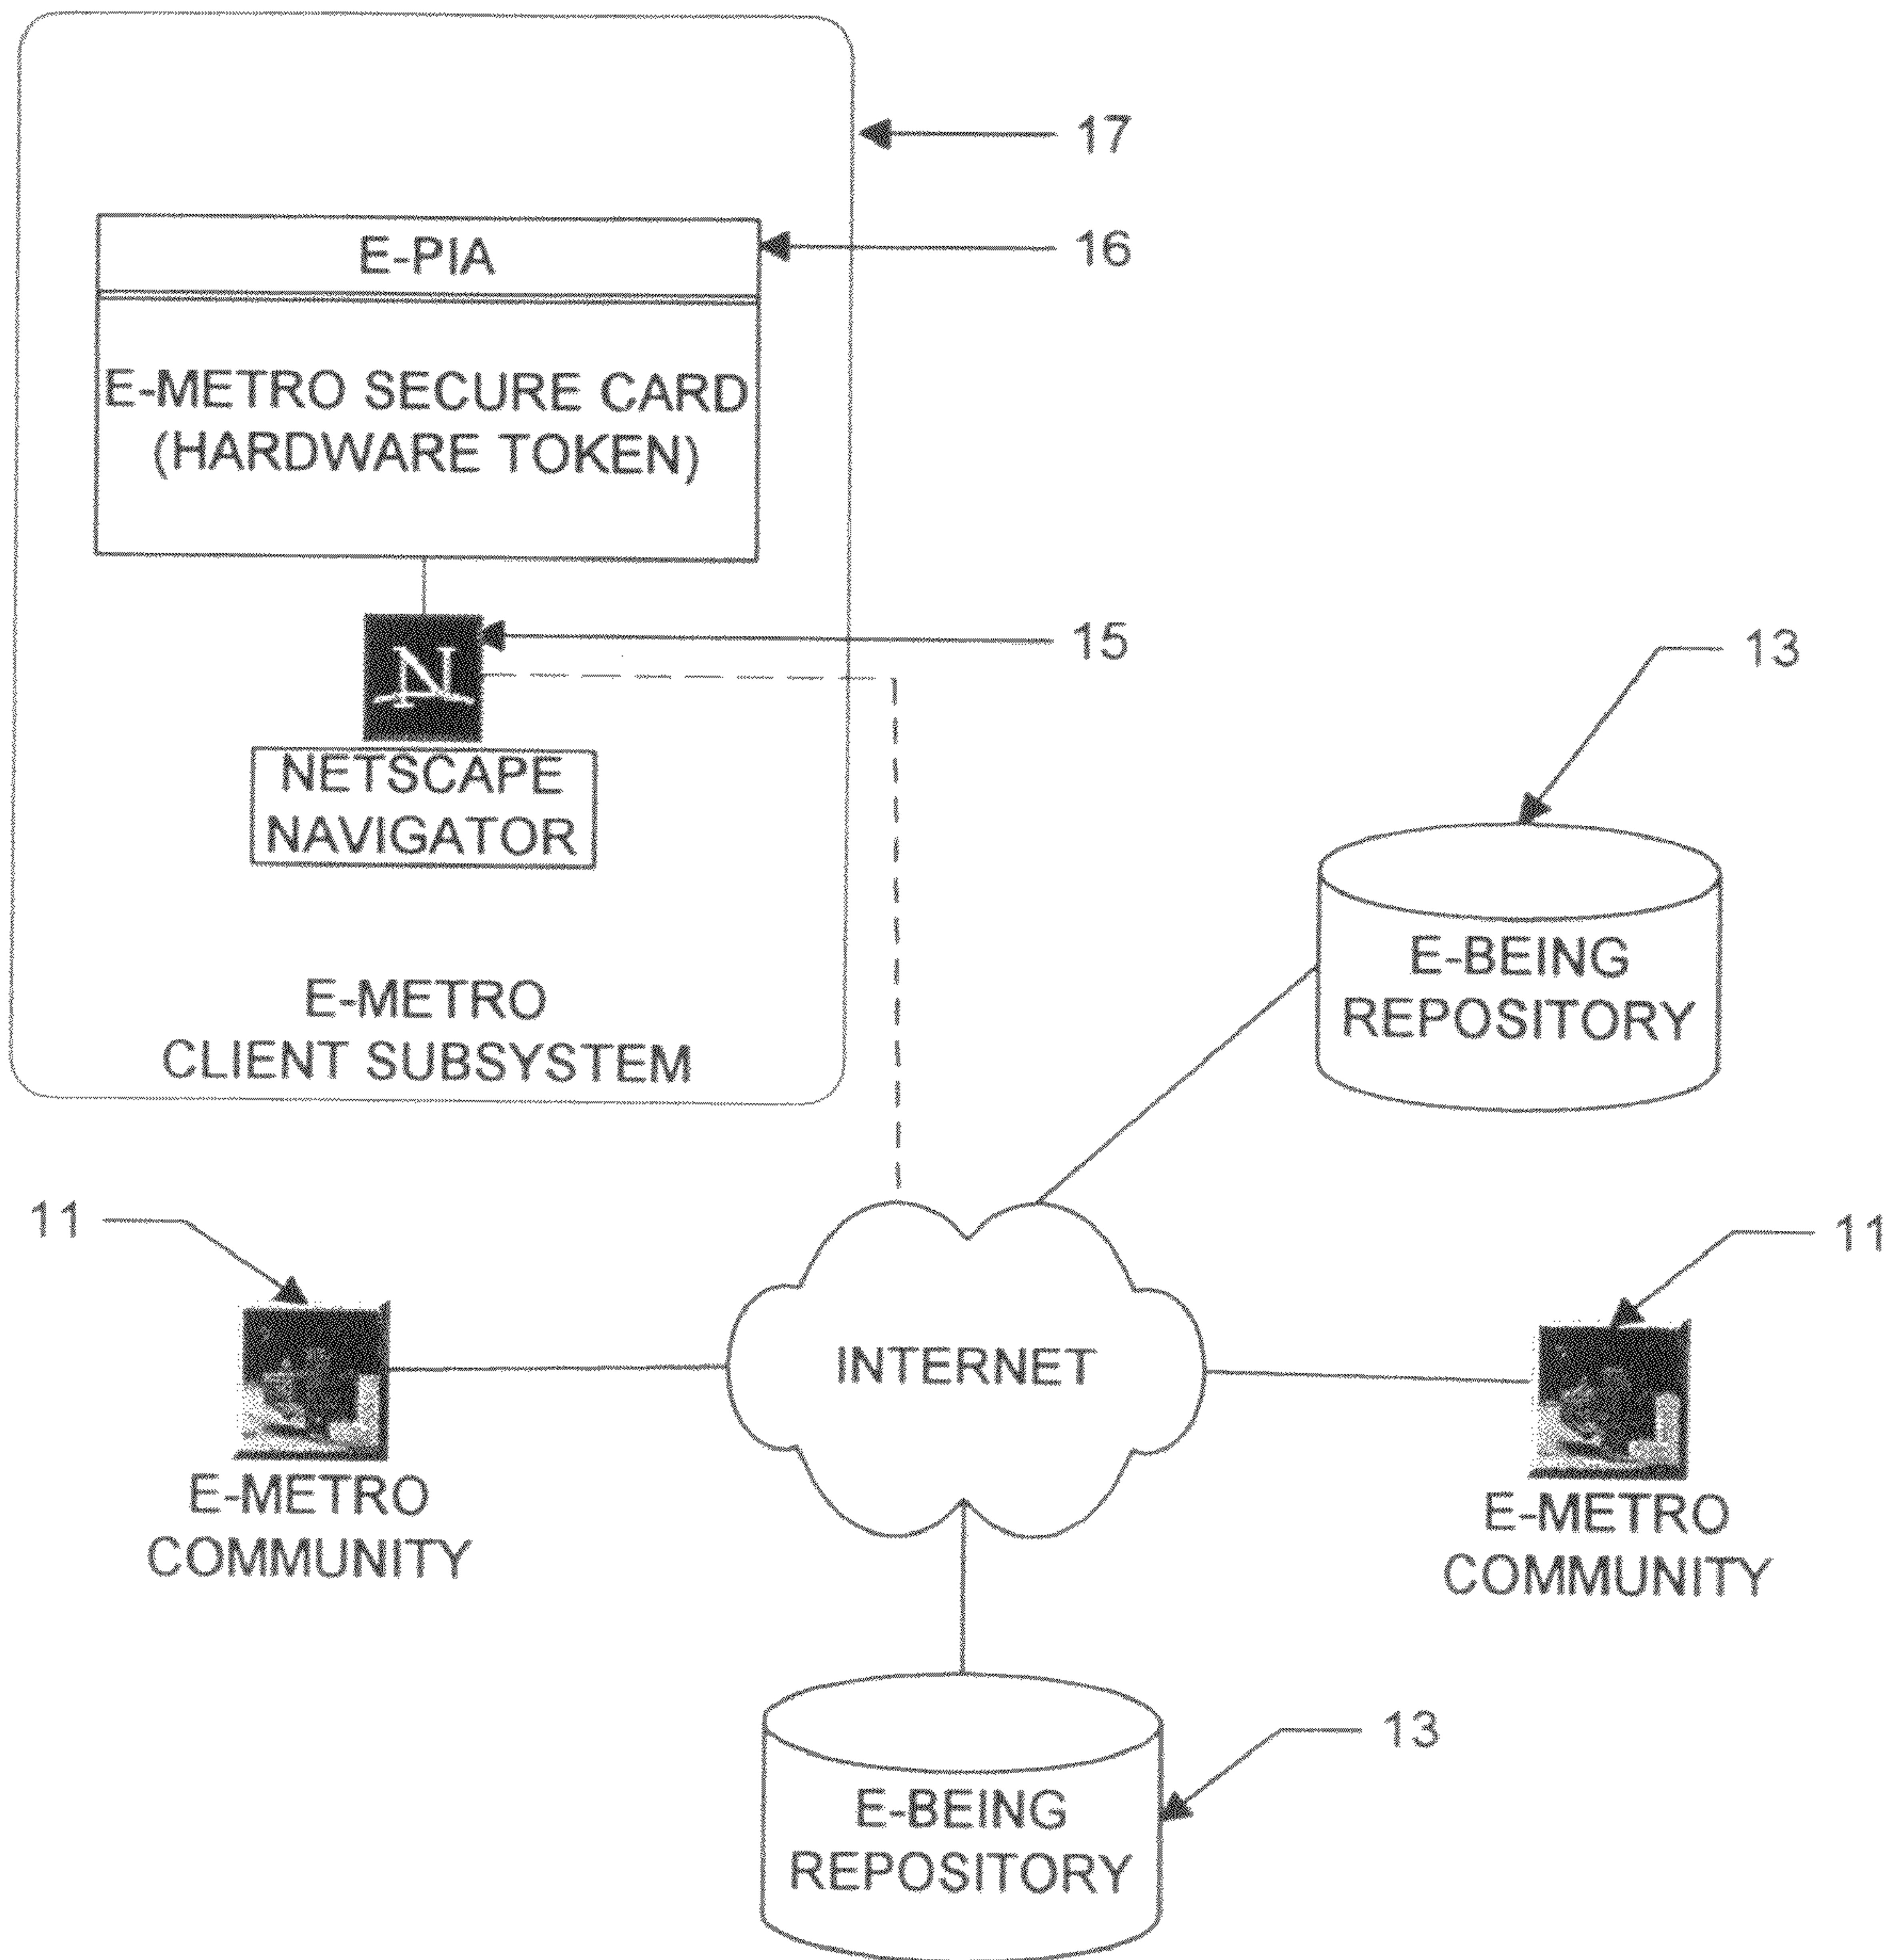 17
E-PIA
16
E-METRO SECURE CARD
(HARDWARE TOKEN)
15
N
NETSCAPE
NAVIGATOR
13
E-BEING
REPOSITORY
E-METRO
CLIENT SUBSYSTEM
11
11
INTERNET
E-METRO
COMMUNITY
E-METRO
COMMUNITY
13
E-BEING
REPOSITORY